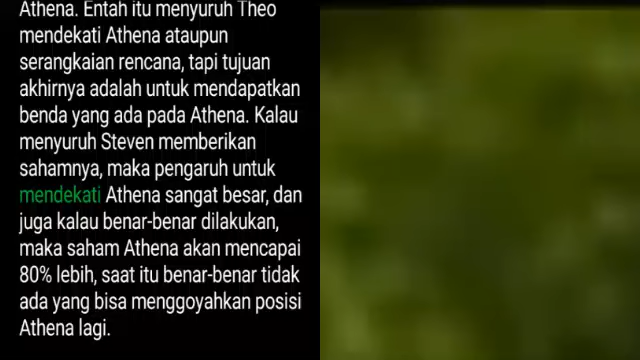 Athena. Entah itu menyuruh Theo
mendekati Athena ataupun
serangkaian rencana, tapi tujuan
akhirnya adalah untuk mendapatkan
benda yang ada pada Athena. Kalau
menyuruh Steven memberikan
sahamnya, maka pengaruh untuk
mendekati Athena sangat besar, dan
juga kalau benar-benar dilakukan,
maka saham Athena akan mencapai
80% lebih, saat itu benar-benar tidak
ada yang bisa menggoyahkan posisi
Athena lagi.